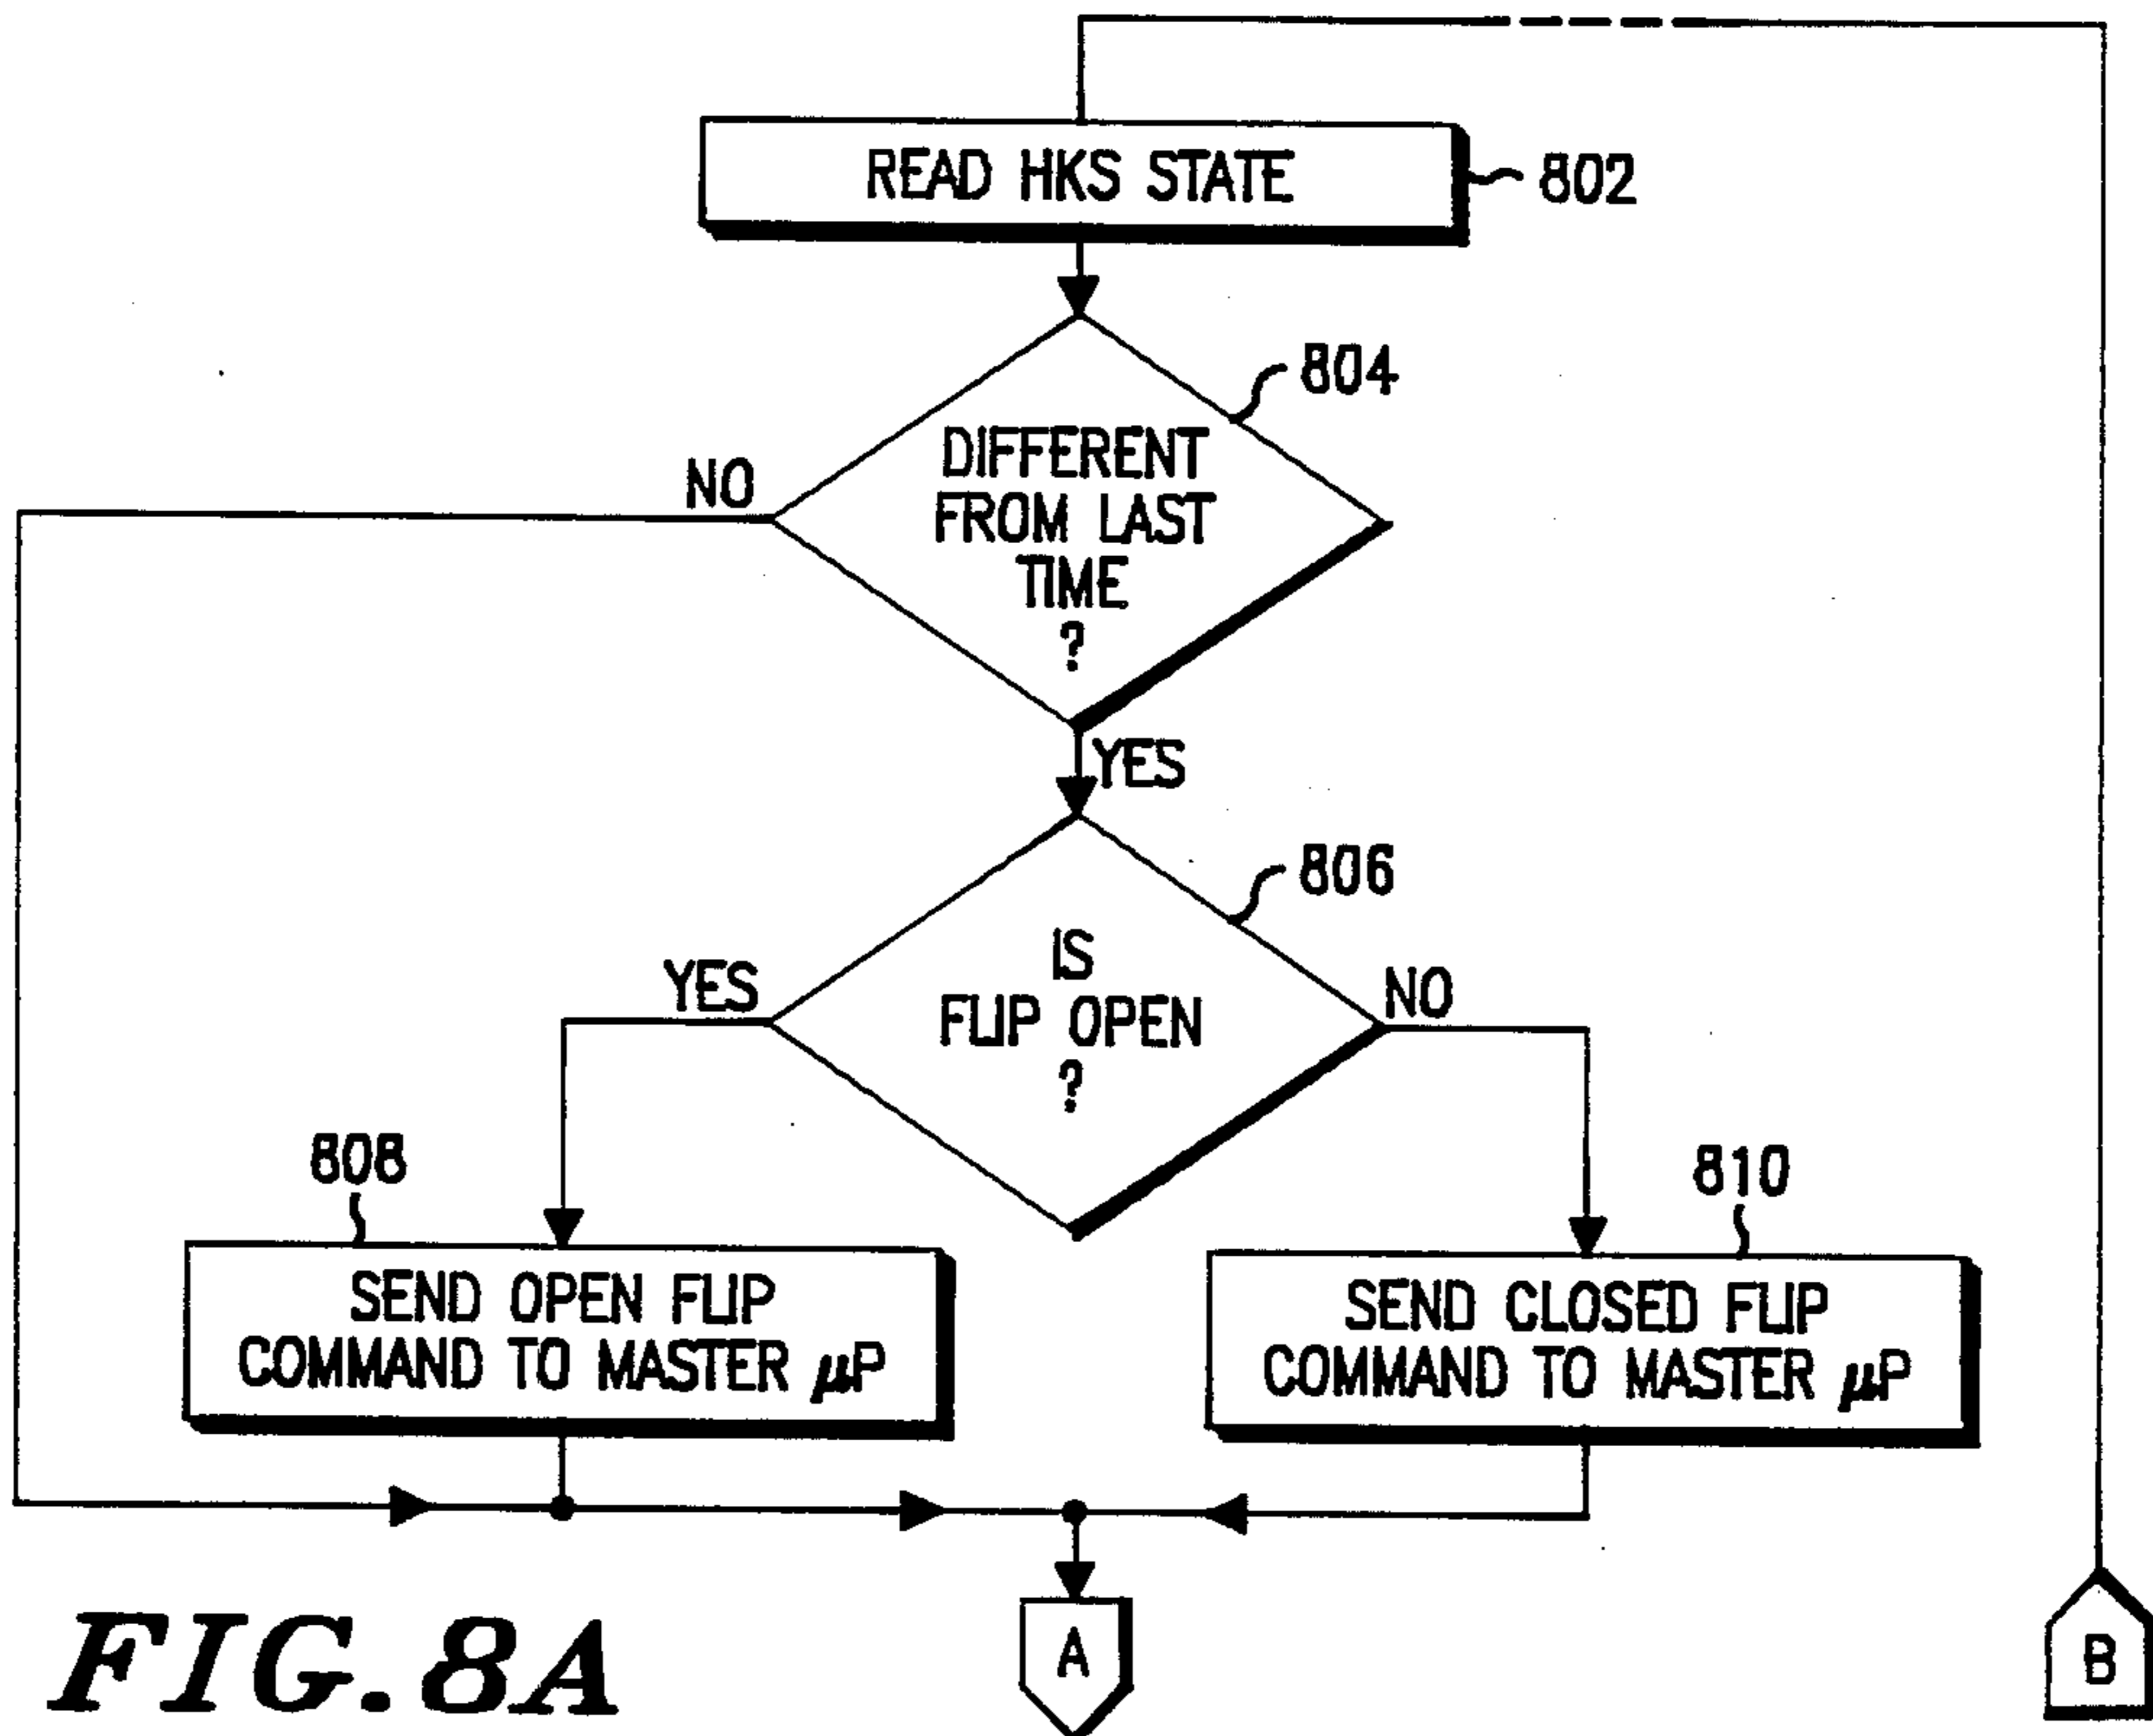 READ HKS STATE
802
804
DIFFERENT
FROM LAST
TIME
?
NO
YES
806
IS
FLIP OPEN
?
YES
NO
808
SEND OPEN FLIP
COMMAND TO MASTER μP
810
SEND CLOSED FLIP
COMMAND TO MASTER μP
A
B
FIG.8A